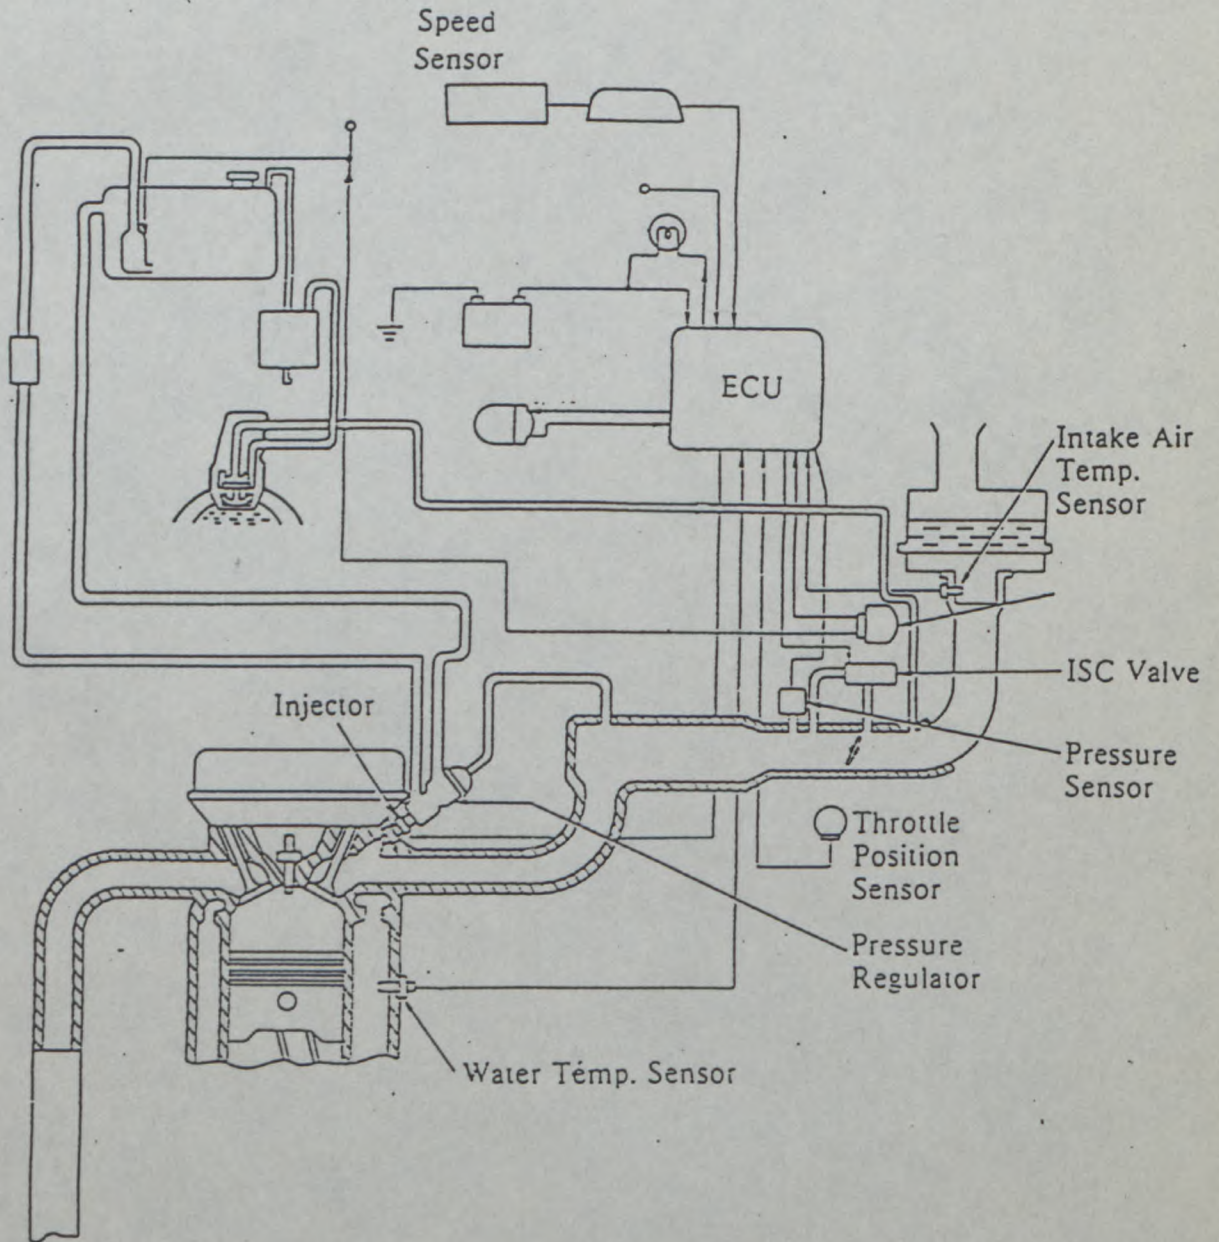 Speed
Sensor
ECU
Intake Air
Temp.
Sensor
ISC Valve
Injector
Pressure
Sensor
Throttle
Position
Sensor
Pressure
Regulator
Water Témp. Sensor